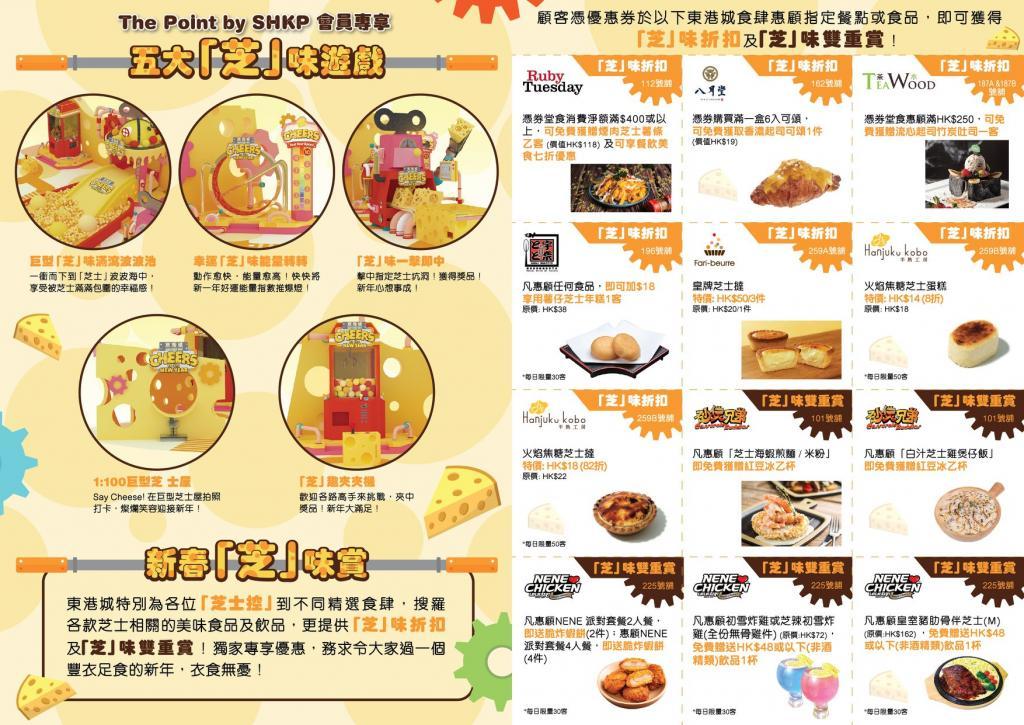 The Point by SHKP 會員專享
五大「芝」味遊戲
CHEERS
CHEERS
巨型「芝」味滿瀉波波池
一衝而下到「芝士」波波海中，
享受被芝士滿滿包圍的幸福感！
幸運「芝」味能量轉轉
動作愈快，能量愈高！快快將
新一年好運能量指數推爆燈！
「芝」味一擊即中
擊中指定芝士坑洞！獲得獎品！
新年心想事成！
CHEERS
NEW YEAR
CHEERS
NEW YEAR
1:100巨型芝 士屋
Say Cheese! 在巨型芝士屋拍照
打卡，燦爛笑容迎接新年！
「芝」趣夾夾機
歡迎各路高手來挑戰，夾中
獎品！新年大滿足！
新春「芝」味賞
東港城特別為各位「芝士控」到不同精選食肆，搜羅
各款芝士相關的美味食品及飲品，更提供「芝」味折扣
及「芝」味雙重賞！獨家專享優惠，務求令大家過一個
豐衣足食的新年，衣食無憂！
顧客憑優惠券於以下東港城食肆惠顧指定餐點或食品，即可獲得
「芝」味折扣及「芝」味雙重賞！
Ruby
Tuesday
「芝」味折扣
112號舖
憑券堂食消費淨額滿$400或以
上，可免費獲贈煙肉芝士薯條
乙客 (價值HK$118) 及可享餐飲美
食七折優惠
八月堂
「芝」味折扣
162號舖
憑券購買滿一盒6入可頌，
可免費獲取香濃起司可頌1件
(價值HK$19)
TEAWOOD
茶 水
「芝」味折扣
187A &187B
號舖
憑券堂食惠顧滿HK$250，可免
費獲贈流心起司竹炭吐司一客
「芝」味折扣
196號舖
凡惠顧任何食品，即可加$18
享用薯仔芝士年糕1客
原價: HK$38
*每日限量30客
Fari-beurre
「芝」味折扣
259A號舖
皇牌芝士撻
特價: HK$50/3件
原價: HK$20/1件
Hanjuku kobo
半熟工房
「芝」味折扣
259B號舖
火焰焦糖芝士蛋糕
特價: HK$14 (8折)
原價: HK$18
*每日限量50客
Hanjuku kobo
半熟工房
「芝」味折扣
259B號舖
火焰焦糖芝士撻
特價: HK$18 (82折)
原價: HK$22
*每日限量50客
沙嗲兄弟
「芝」味雙重賞
101號舖
凡惠顧「芝士海蝦煎麵 / 米粉」
即免費獲贈紅豆冰乙杯
沙嗲兄弟
「芝」味雙重賞
101號舖
凡惠顧「白汁芝士雞煲仔飯」
即免費獲贈紅豆冰乙杯
NENE
CHICKEN
「芝」味雙重賞
225號舖
凡惠顧NENE 派對套餐2人餐，
即送脆炸蝦餅(2件)；惠顧NENE
派對套餐4人餐，即送脆炸蝦餅
(4件)
*每日限量30客
NENE
CHICKEN
「芝」味雙重賞
225號舖
凡惠顧初雪炸雞或芝辣初雪炸
雞(全份無骨雞件) (原價:HK$72)，
免費送贈HK$48或以下(非酒
精類)飲品1杯
*每日限量30客
NENE
CHICKEN
「芝」味雙重賞
225號舖
凡惠顧皇堂豬肋骨伴芝士(M)
(原價:HK$162)，免費贈送HK$48
或以下(非酒精類)飲品1杯
*每日限量30客